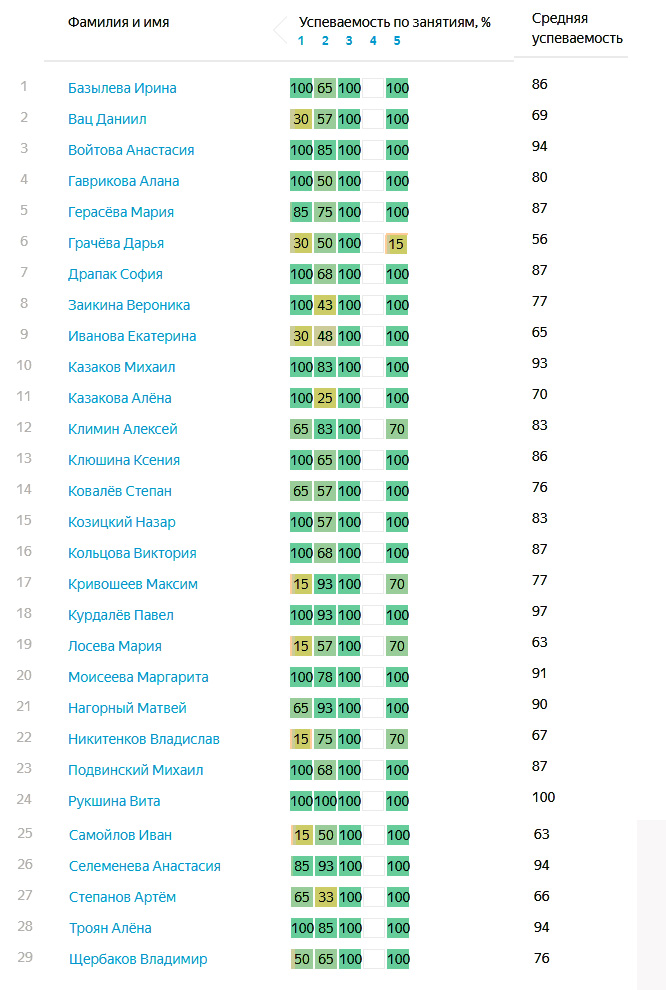 Фамилия и имя Успеваемость по занятиям, % Средняя
1 2 3 4 5 успеваемость
1 Базылева Ирина 100 65 100 100 86
2 Вац Даниил 30 57 100 100 69
3 Войтова Анастасия 100 85 100 100 94
4 Гаврикова Алана 100 50 100 100 80
5 Герасёва Мария 85 75 100 100 87
6 Грачёва Дарья 30 50 100 15 56
7 Драпак София 100 68 100 100 87
8 Заикина Вероника 100 43 100 100 77
9 Иванова Екатерина 30 48 100 100 65
10 Казаков Михаил 100 83 100 100 93
11 Казакова Алёна 100 25 100 100 70
12 Климин Алексей 65 83 100 70 83
13 Клюшина Ксения 100 65 100 100 86
14 Ковалёв Степан 65 57 100 100 76
15 Козицкий Назар 100 57 100 100 83
16 Кольцова Виктория 100 68 100 100 87
17 Кривошеев Максим 15 93 100 70 77
18 Курдалёв Павел 100 93 100 100 97
19 Лосева Мария 15 57 100 70 63
20 Моисеева Маргарита 100 78 100 100 91
21 Нагорный Матвей 65 93 100 100 90
22 Никитенков Владислав 15 75 100 70 67
23 Подвинский Михаил 100 68 100 100 87
24 Рукшина Вита 100 100 100 100 100
25 Самойлов Иван 15 50 100 100 63
26 Селеменева Анастасия 85 93 100 100 94
27 Степанов Артём 65 33 100 100 66
28 Троян Алёна 100 85 100 100 94
29 Щербаков Владимир 50 65 100 100 76